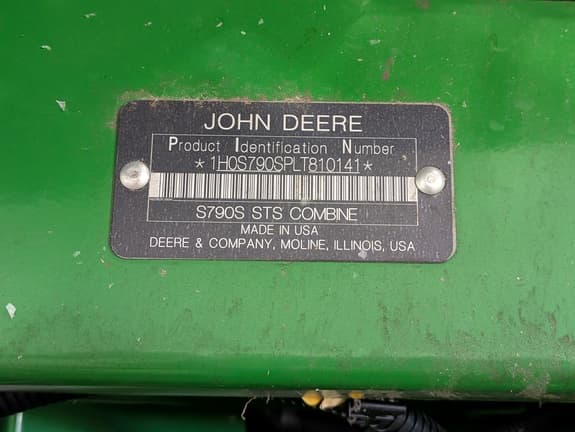 JOHN DEERE
Product Identification Number
*1H0S790SPLT810141*
S790S STS COMBINE
MADE IN USA
DEERE & COMPANY, MOLINE, ILLINOIS, USA